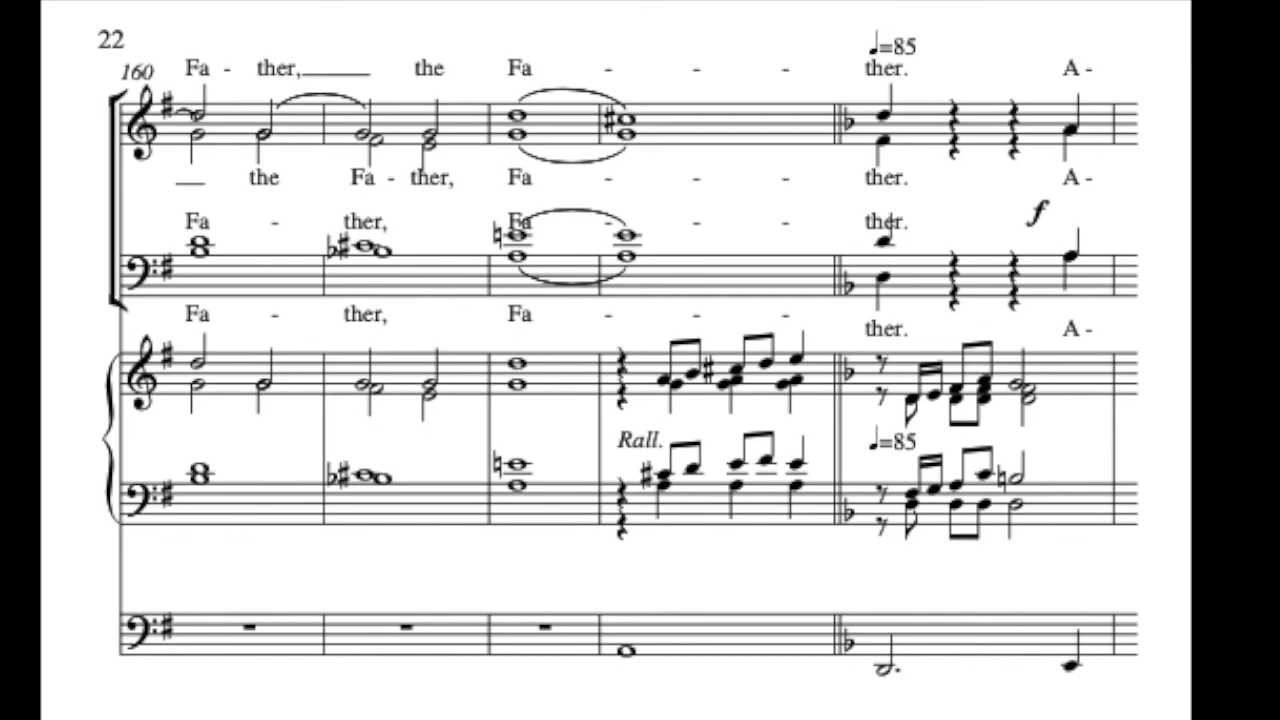 22
♩=85
160 Fa - ther, the Fa - - - ther. A -
the Fa - ther, Fa - - - ther. A -
f
Fa - ther, Fa - - - ther.
Fa - ther, Fa - - - ther. A -
Rall.
♩=85